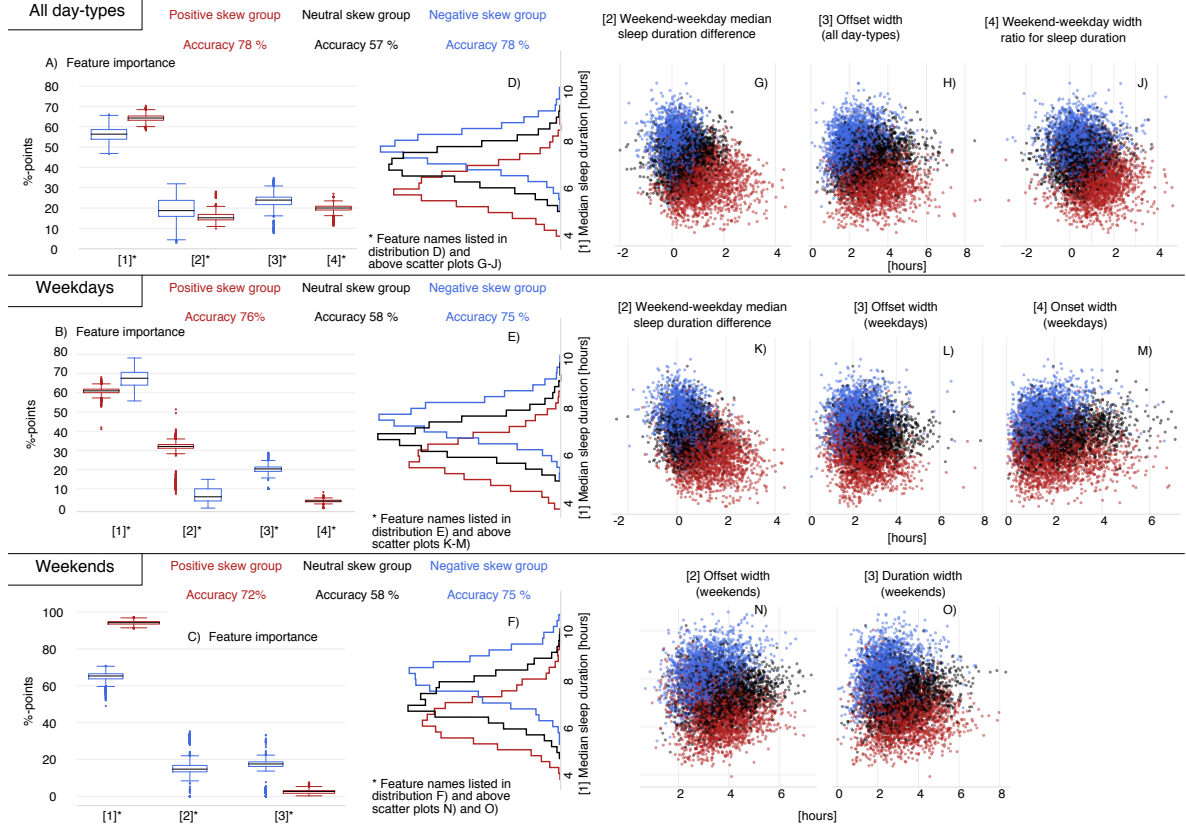 All day-types
Positive skew group
Neutral skew group
Negative skew group
Accuracy 78 %
Accuracy 57 %
Accuracy 78 %
A) Feature importance
%-points
80
70
60
50
40
30
20
10
0
[1]*
[2]*
[3]*
[4]*
D)
[1] Median sleep duration [hours]
10
8
6
4
* Feature names listed in
distribution D) and
above scatter plots G-J)
[2] Weekend-weekday median
sleep duration difference
G)
-2
0
2
4
[3] Offset width
(all day-types)
H)
0
2
4
6
8
[hours]
[4] Weekend-weekday width
ratio for sleep duration
J)
-2
0
2
4
Weekdays
Positive skew group
Neutral skew group
Negative skew group
Accuracy 76%
Accuracy 58 %
Accuracy 75 %
B) Feature importance
%-points
80
70
60
50
40
30
20
10
0
[1]*
[2]*
[3]*
[4]*
E)
[1] Median sleep duration [hours]
10
8
6
4
* Feature names listed in
distribution E) and above
scatter plots K-M)
[2] Weekend-weekday median
sleep duration difference
K)
-2
0
2
4
[3] Offset width
(weekdays)
L)
0
2
4
6
8
[hours]
[4] Onset width
(weekdays)
M)
0
2
4
6
Weekends
Positive skew group
Neutral skew group
Negative skew group
Accuracy 72%
Accuracy 58 %
Accuracy 75 %
C) Feature importance
%-points
100
80
60
40
20
0
[1]*
[2]*
[3]*
F)
[1] Median sleep duration [hours]
10
8
6
4
* Feature names listed in
distribution F) and above
scatter plots N) and O)
[2] Offset width
(weekends)
N)
2
4
6
8
[3] Duration width
(weekends)
O)
2
4
6
8
[hours]